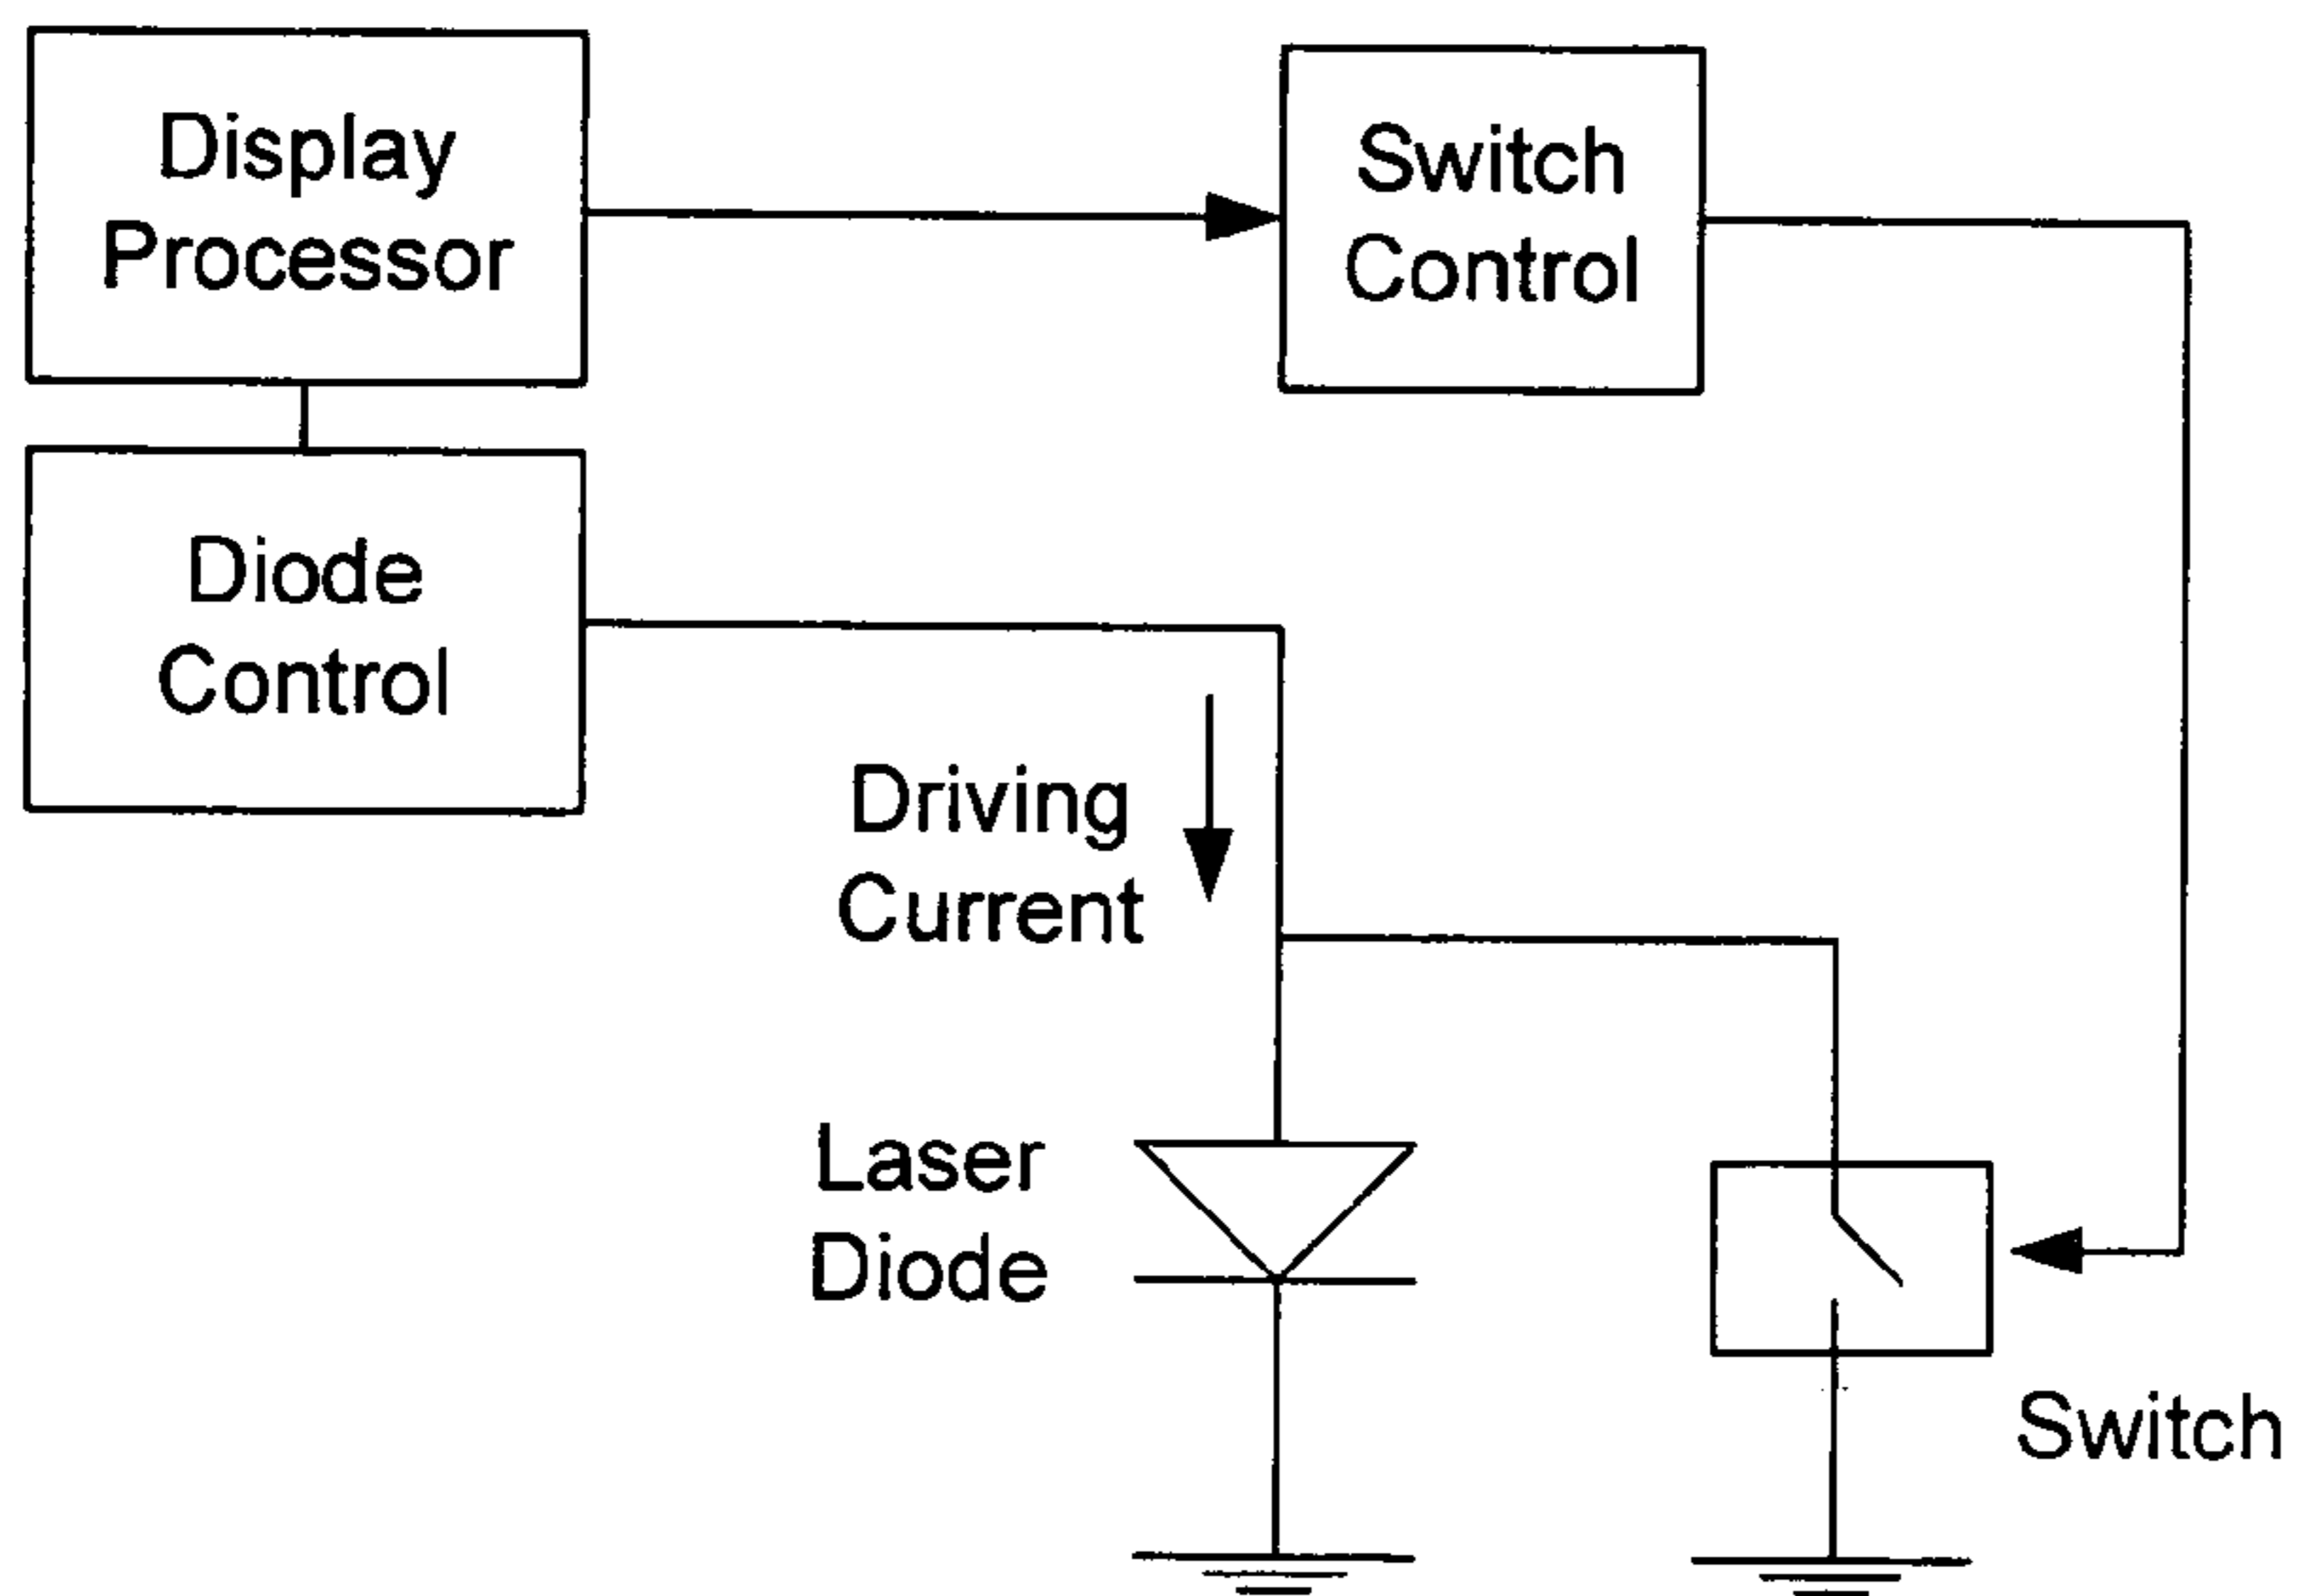 Display
Processor
Switch
Control
Diode
Control
Driving
Current
Laser
Diode
Switch